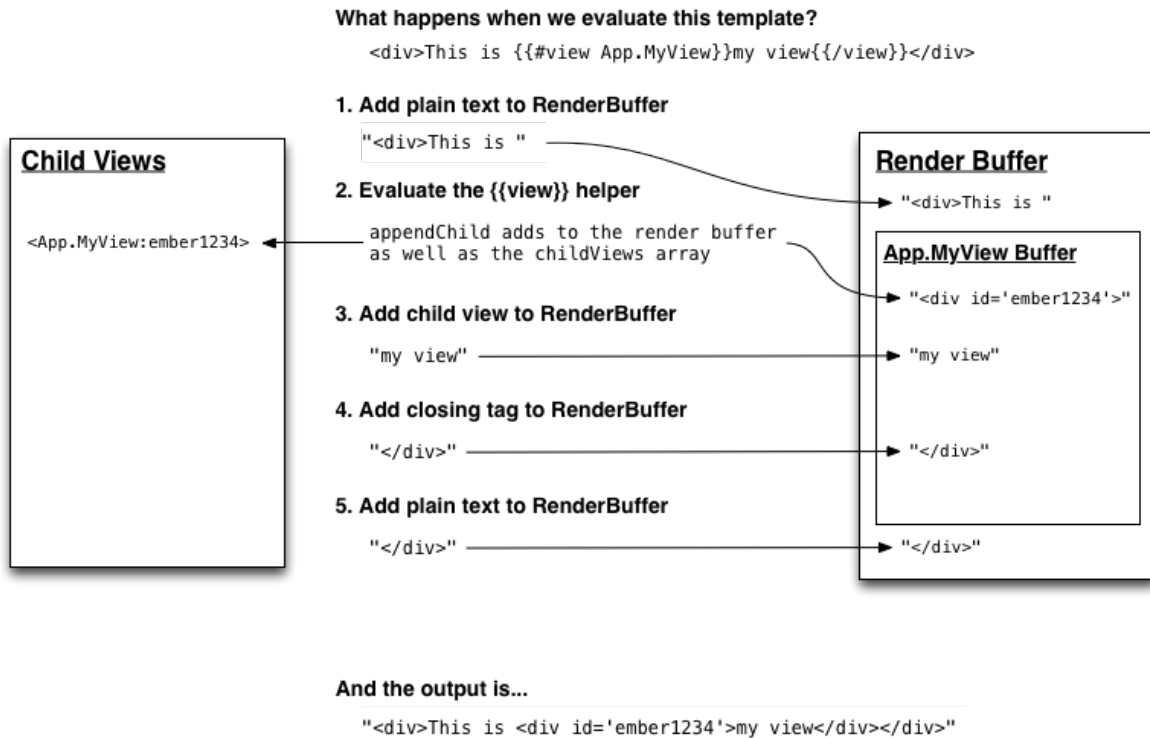 What happens when we evaluate this template?
<div>This is {{#view App.MyView}}my view{{/view}}</div>
Child Views
<App.MyView:ember1234>
1. Add plain text to RenderBuffer
"<div>This is "
2. Evaluate the {{view}} helper
appendChild adds to the render buffer
as well as the childViews array
3. Add child view to RenderBuffer
"my view"
4. Add closing tag to RenderBuffer
"</div>"
5. Add plain text to RenderBuffer
"</div>"
Render Buffer
"<div>This is "
App.MyView Buffer
"<div id='ember1234'>"
"my view"
"</div>"
"</div>"
And the output is...
"<div>This is <div id='ember1234'>my view</div></div>"